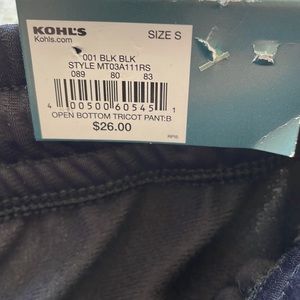 KOHL'S
Kohls.com
SIZE S
001 BLK BLK
STYLE MT03A111RS
089 80 83
4 00500 60545 1
OPEN BOTTOM TRICOT PANT:B
$26.00